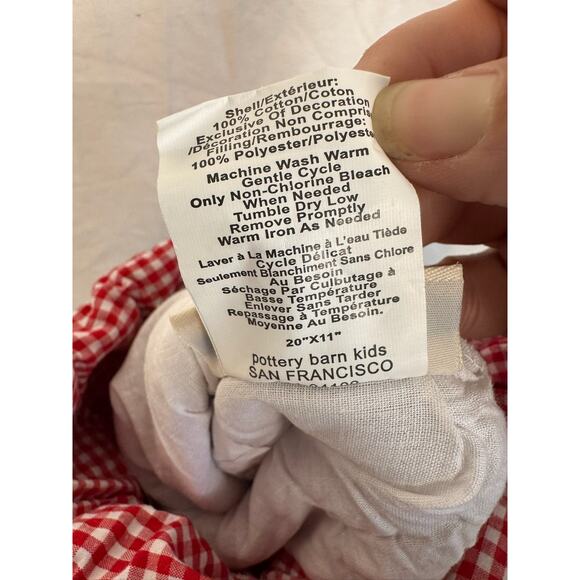 Shell/Extérieur:
100% Cotton/Coton
Exclusive Of Decoration
/Décoration Non Compris
Filling/Rembourrage:
100% Polyester/Polyeste
Machine Wash Warm
Gentle Cycle
Only Non-Chlorine Bleach
When Needed
Tumble Dry Low
Remove Promptly
Warm Iron As Needed
Laver à La Machine à L'eau Tiède
Cycle Délicat
Seulement Blanchiment Sans Chlore
Au Besoin
Séchage Par Culbutage à
Basse Température
Enlever Sans Tarder
Repassage à Température
Moyenne Au Besoin.
20"X11"
pottery barn kids
SAN FRANCISCO